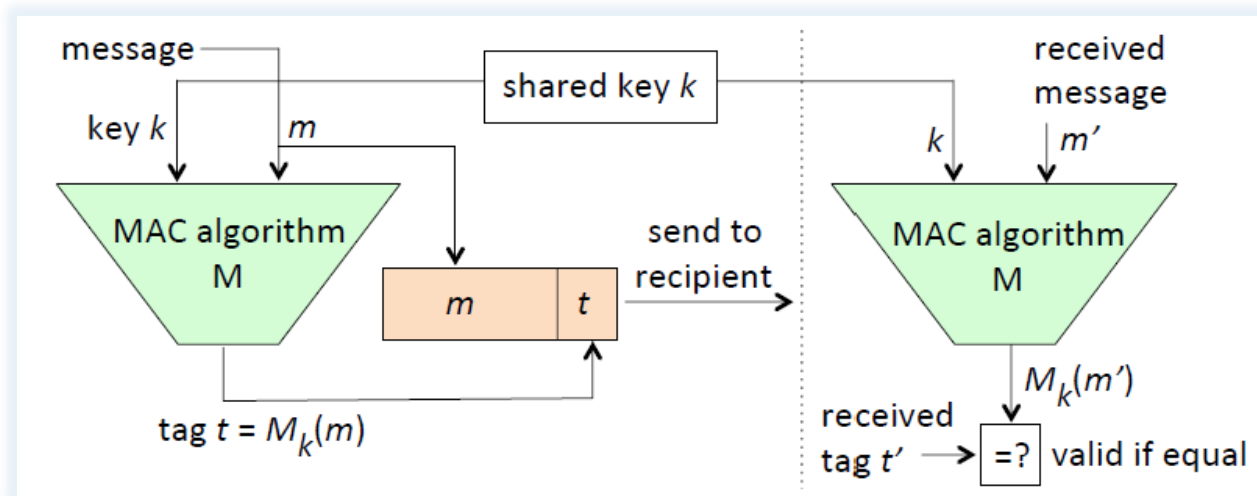 message
key k
m
shared key k
MAC algorithm
M
m
t
tag t = Mk(m)
send to
recipient
received
message
k
m’
MAC algorithm
M
Mk(m’)
received
tag t’
=?
valid if equal